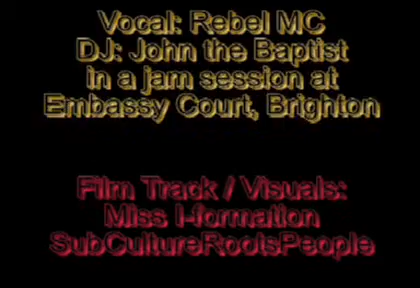 Vocal: Rebel MC
DJ: John the Baptist
in a jam session at
Embassy Court, Brighton
Film Track / Visuals:
Miss I-formation
SubCultureRootsPeople